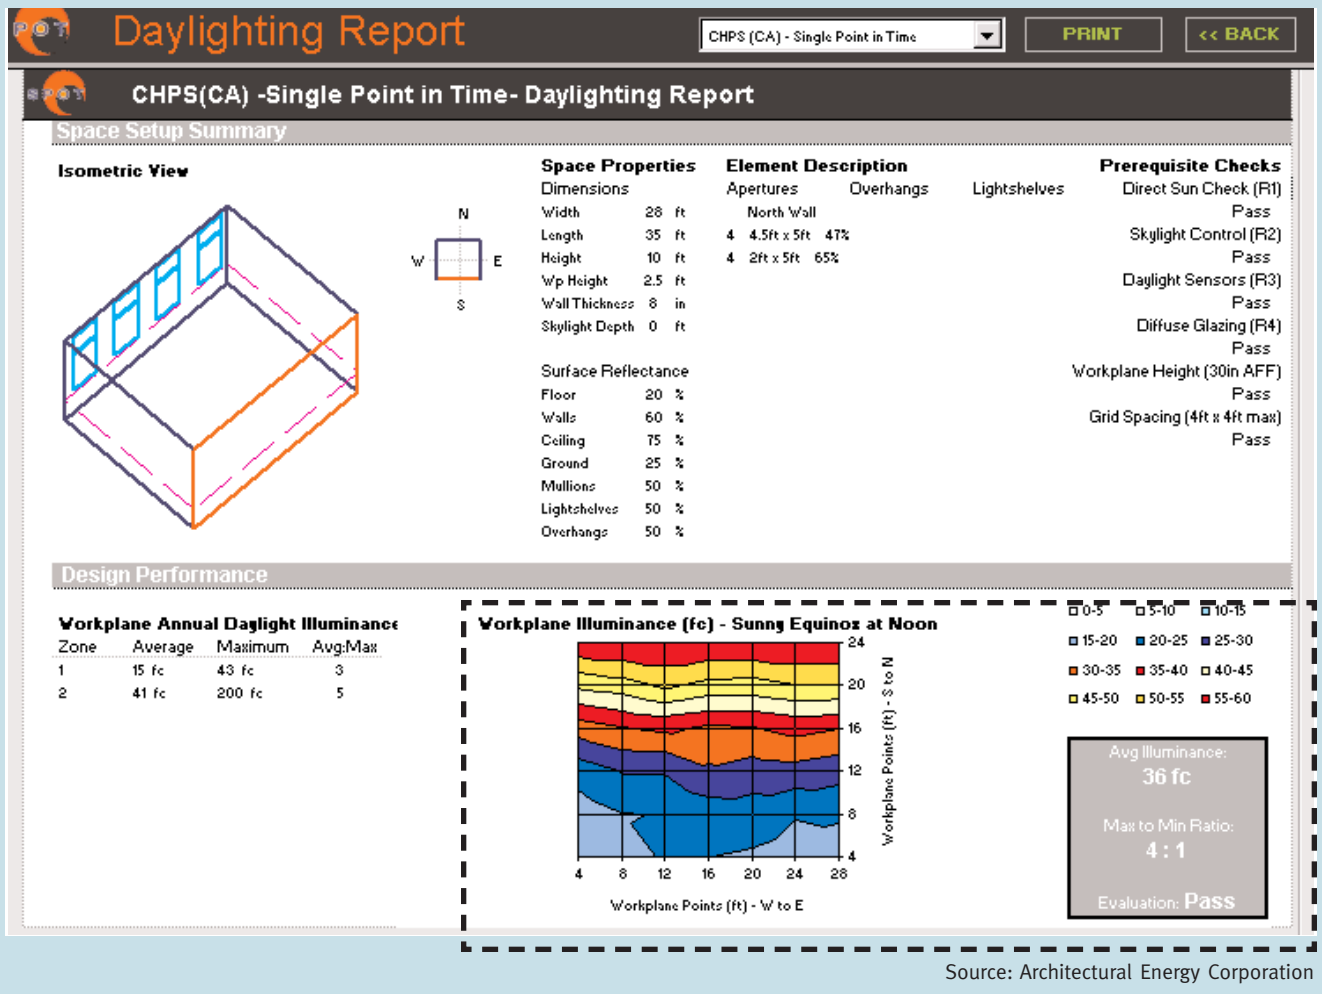 POT
Daylighting Report
CHPS (CA) - Single Point in Time
PRINT
<< BACK
SPOT
CHPS(CA) -Single Point in Time- Daylighting Report
Space Setup Summary
Isometric View
N
W E
S
Space Properties
Dimensions
Width 28 ft
Length 35 ft
Height 10 ft
Wp Height 2.5 ft
Wall Thickness 8 in
Skylight Depth 0 ft
Surface Reflectance
Floor 20 %
Walls 60 %
Ceiling 75 %
Ground 25 %
Mullions 50 %
Lightshelves 50 %
Overhangs 50 %
Element Description
Apertures Overhangs Lightshelves
North Wall
4 4.5ft x 5ft 47%
4 2ft x 5ft 65%
Prerequisite Checks
Direct Sun Check (R1)
Pass
Skylight Control (R2)
Pass
Daylight Sensors (R3)
Pass
Diffuse Glazing (R4)
Pass
Workplane Height (30in AFF)
Pass
Grid Spacing (4ft x 4ft max)
Pass
Design Performance
Workplane Annual Daylight Illuminance
Zone Average Maximum Avg:Max
1 15 fc 43 fc 3
2 41 fc 200 fc 5
Workplane Illuminance (fc) - Sunny Equinox at Noon
24
20
16
12
8
4
Workplane Points (ft) - S to N
4 8 12 16 20 24 28
Workplane Points (ft) - W to E
0-5 5-10 10-15
15-20 20-25 25-30
30-35 35-40 40-45
45-50 50-55 55-60
Avg Illuminance:
36 fc
Max to Min Ratio:
4 : 1
Evaluation: Pass
Source: Architectural Energy Corporation